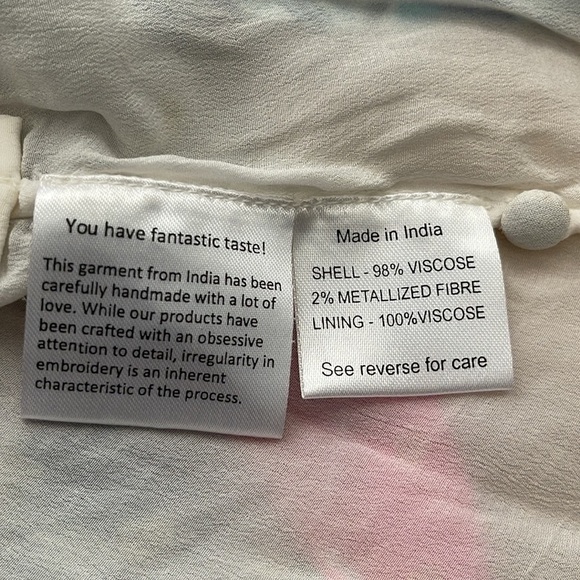 You have fantastic taste!
This garment from India has been
carefully handmade with a lot of
love. While our products have
been crafted with an obsessive
attention to detail, irregularity in
embroidery is an inherent
characteristic of the process.
Made in India
SHELL - 98% VISCOSE
2% METALLIZED FIBRE
LINING - 100%VISCOSE
See reverse for care